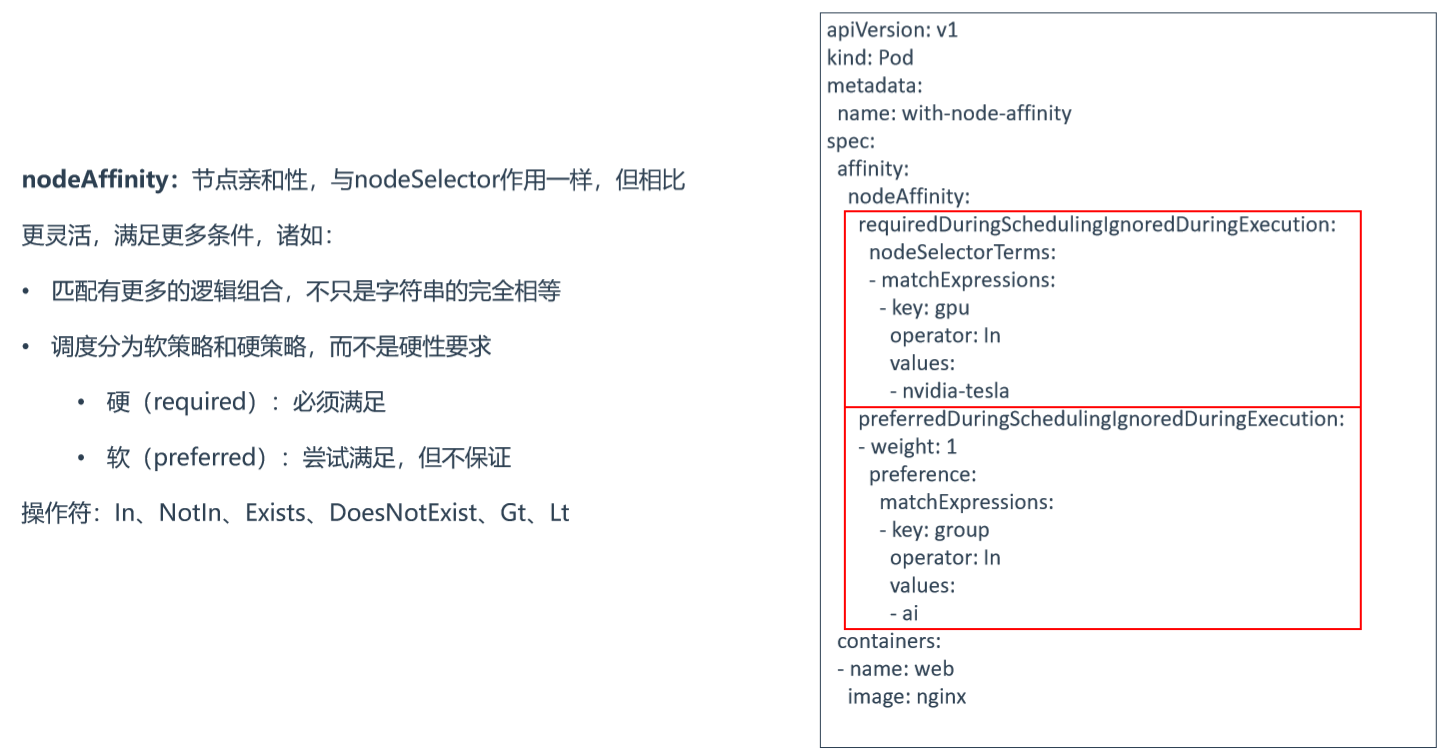 nodeAffinity：节点亲和性，与nodeSelector作用一样，但相比
更灵活，满足更多条件，诸如：
• 匹配有更多的逻辑组合，不只是字符串的完全相等
• 调度分为软策略和硬策略，而不是硬性要求
• 硬（required）：必须满足
• 软（preferred）：尝试满足，但不保证
操作符：In、NotIn、Exists、DoesNotExist、Gt、Lt
apiVersion: v1
kind: Pod
metadata:
  name: with-node-affinity
spec:
  affinity:
    nodeAffinity:
      requiredDuringSchedulingIgnoredDuringExecution:
        nodeSelectorTerms:
        - matchExpressions:
          - key: gpu
            operator: In
            values:
            - nvidia-tesla
      preferredDuringSchedulingIgnoredDuringExecution:
      - weight: 1
        preference:
          matchExpressions:
          - key: group
            operator: In
            values:
            - ai
  containers:
  - name: web
    image: nginx